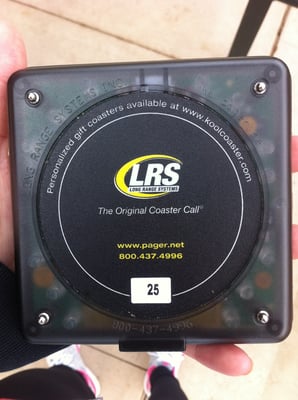 LONG RANGE SYSTEMS INC.
Personalized gift coasters available at www.koolcoaster.com
LRS
LONG RANGE SYSTEMS
The Original Coaster Call®
www.pager.net
800.437.4996
25
800-437-4996